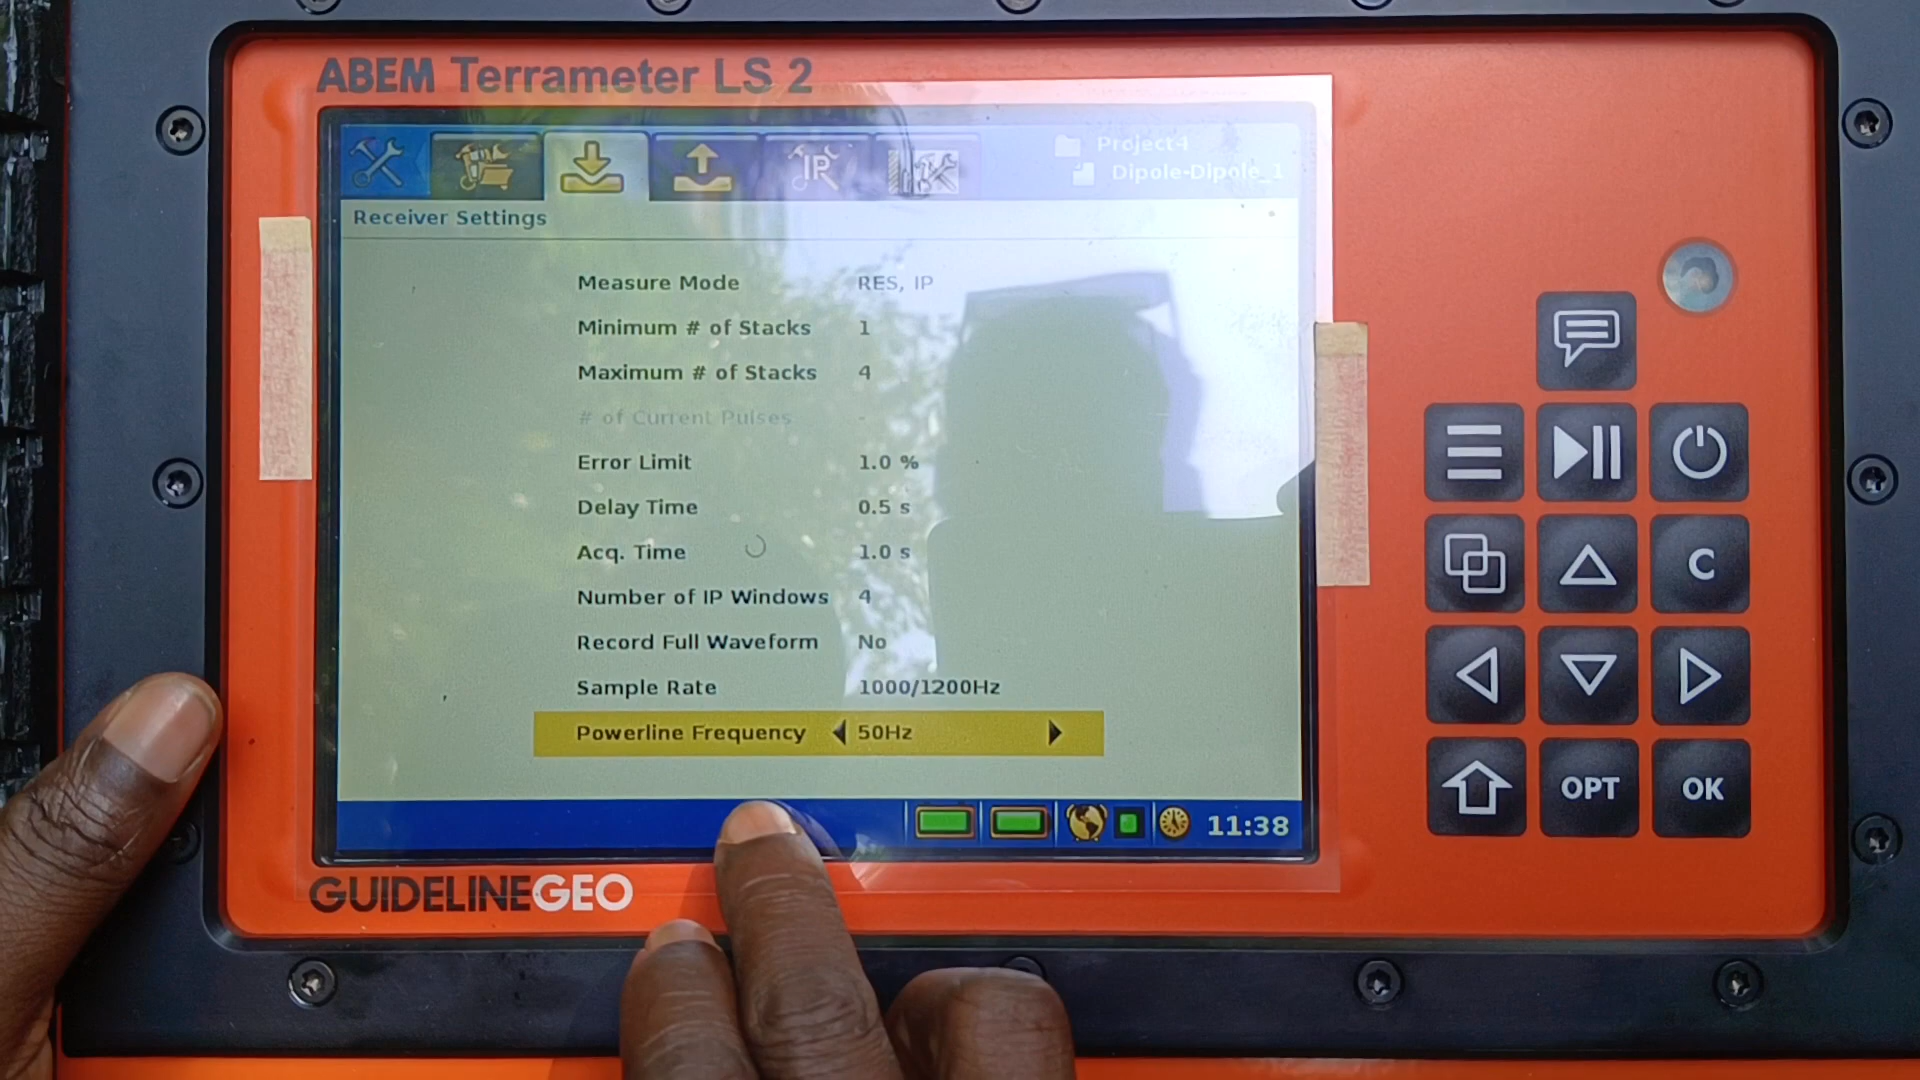 ABEM Terrameter LS 2
IR
Project4
Dipole-Dipole_1
Receiver Settings
Measure Mode RES, IP
Minimum # of Stacks 1
Maximum # of Stacks 4
# of Current Pulses -
Error Limit 1.0 %
Delay Time 0.5 s
Acq. Time 1.0 s
Number of IP Windows 4
Record Full Waveform No
Sample Rate 1000/1200Hz
Powerline Frequency 50Hz
11:38
GUIDELINEGEO
C
OPT
OK